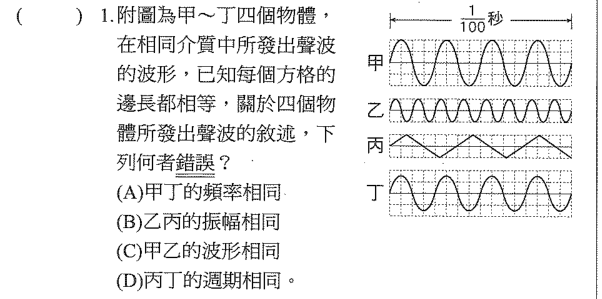 (　　) 1.附圖為甲～丁四個物體，
在相同介質中所發出聲波
的波形，已知每個方格的
邊長都相等，關於四個物
體所發出聲波的敘述，下
列何者錯誤？
(A)甲丁的頻率相同
(B)乙丙的振幅相同
(C)甲乙的波形相同
(D)丙丁的週期相同。
1/100秒
甲
乙
丙
丁